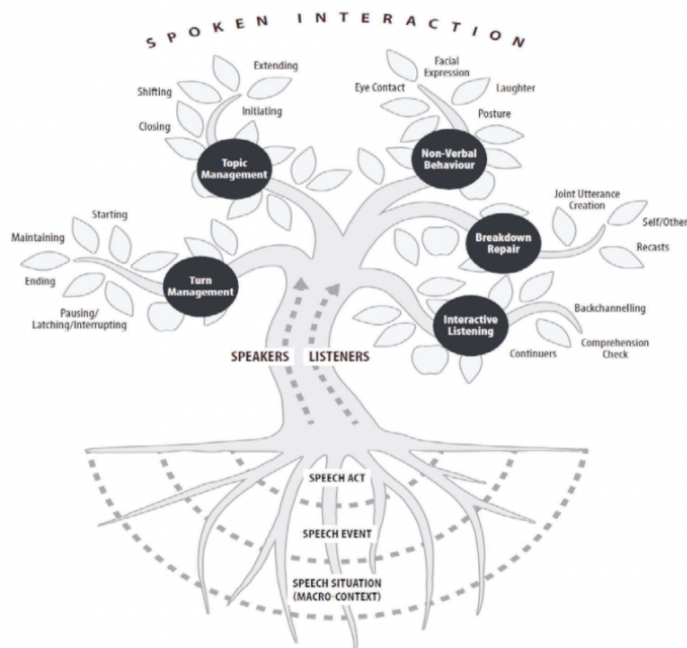 SPOKEN INTERACTION
Extending
Shifting
Initiating
Closing
Topic
Management
Facial
Expression
Eye Contact
Laughter
Posture
Non-Verbal
Behaviour
Starting
Maintaining
Ending
Pausing/
Latching/Interrupting
Turn
Management
Joint Utterance
Creation
Self/Other
Recasts
Breakdown
Repair
Interactive
Listening
Backchannelling
Comprehension
Check
Continuers
SPEAKERS LISTENERS
SPEECH ACT
SPEECH EVENT
SPEECH SITUATION
(MACRO-CONTEXT)